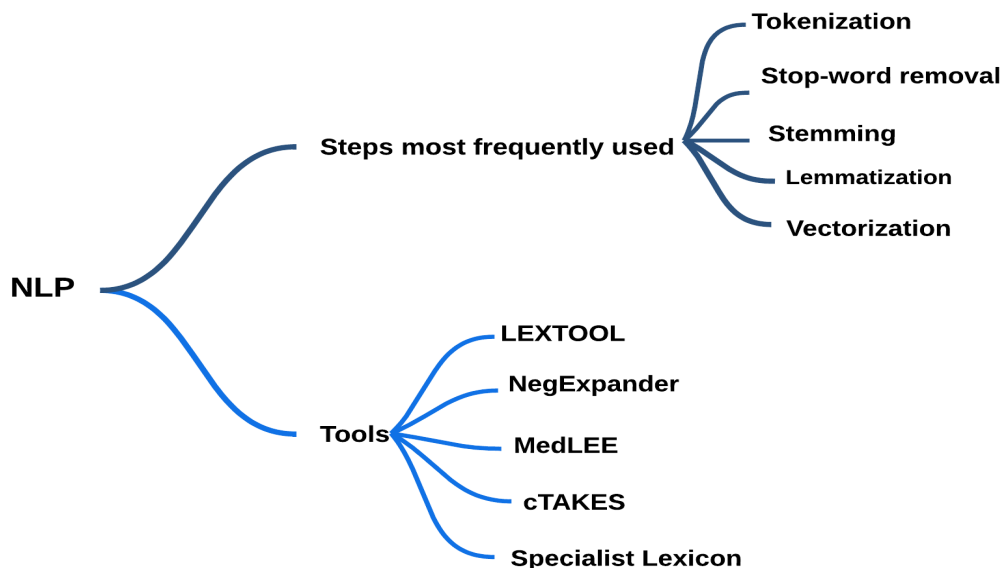 NLP
Steps most frequently used
Tokenization
Stop-word removal
Stemming
Lemmatization
Vectorization
Tools
LEXTOOL
NegExpander
MedLEE
cTAKES
Specialist Lexicon